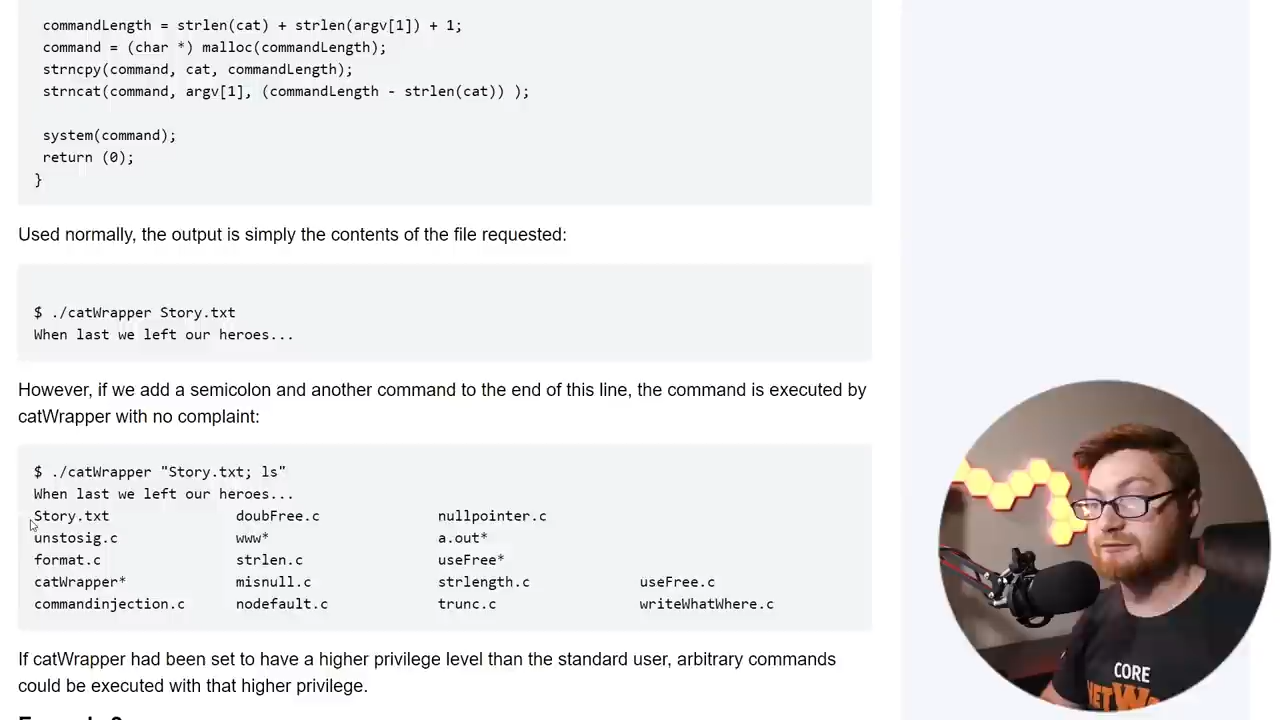 commandLength = strlen(cat) + strlen(argv[1]) + 1;
command = (char *) malloc(commandLength);
strncpy(command, cat, commandLength);
strncat(command, argv[1], (commandLength - strlen(cat)) );
system(command);
return (0);
}
Used normally, the output is simply the contents of the file requested:
$ ./catWrapper Story.txt
When last we left our heroes...
However, if we add a semicolon and another command to the end of this line, the command is executed by
catWrapper with no complaint:
$ ./catWrapper "Story.txt; ls"
When last we left our heroes...
Story.txt doubFree.c nullpointer.c
unstosig.c www* a.out*
format.c strlen.c useFree*
catWrapper* misnull.c strlength.c useFree.c
commandinjection.c nodefault.c trunc.c writeWhatWhere.c
If catWrapper had been set to have a higher privilege level than the standard user, arbitrary commands
could be executed with that higher privilege.
CORE